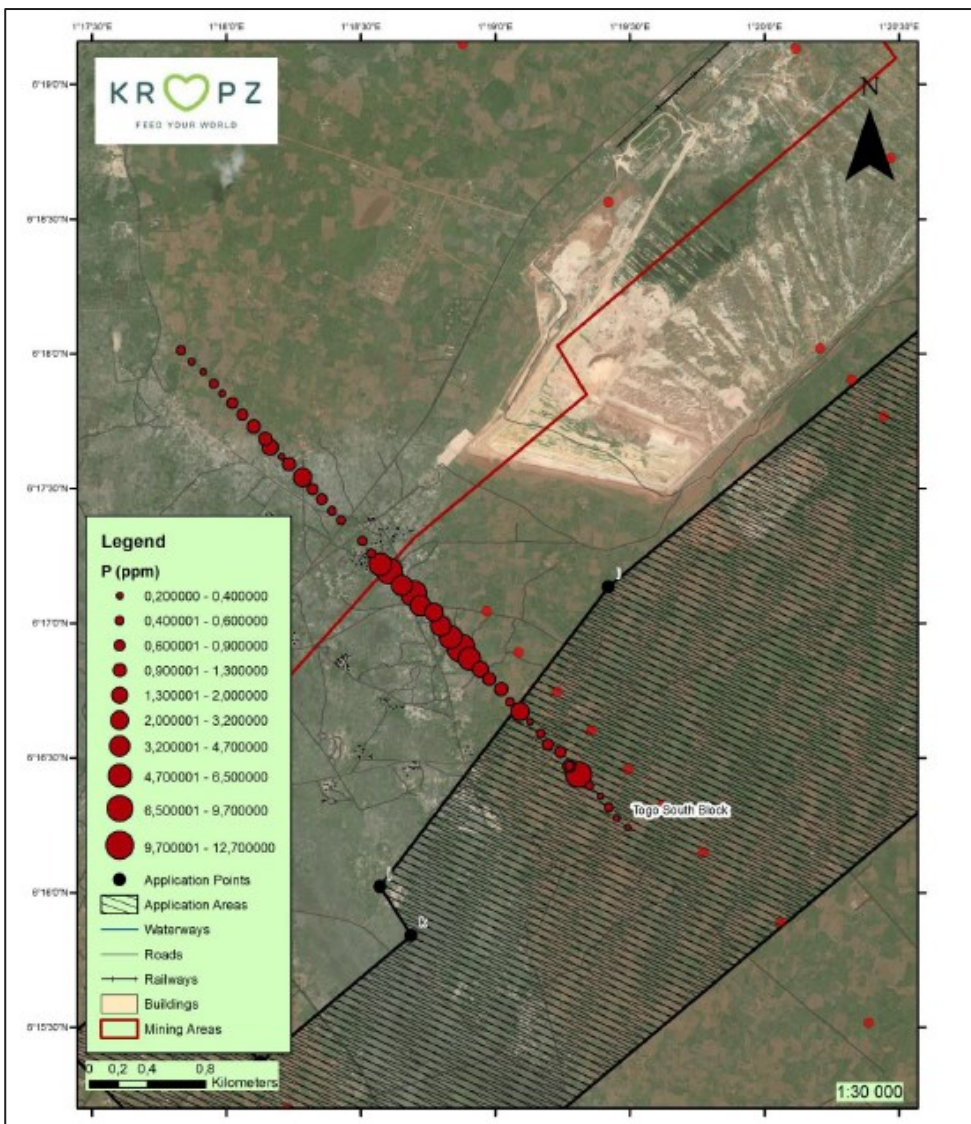 1°17'30"E 1°18'0"E 1°18'30"E 1°19'0"E 1°19'30"E 1°20'0"E 1°20'30"E
KROPZ
FEED YOUR WORLD
N
6°19'0"N
6°18'30"N
6°18'0"N
6°17'30"N
6°17'0"N
6°16'30"N
6°16'0"N
6°15'30"N
J
Togo South Block
Legend
P (ppm)
0,200000 - 0,400000
0,400001 - 0,600000
0,600001 - 0,900000
0,900001 - 1,300000
1,300001 - 2,000000
2,000001 - 3,200000
3,200001 - 4,700000
4,700001 - 6,500000
6,500001 - 9,700000
9,700001 - 12,700000
Application Points
Application Areas
Waterways
Roads
Railways
Buildings
Mining Areas
0 0,2 0,4 0,8
Kilometers
1:30 000